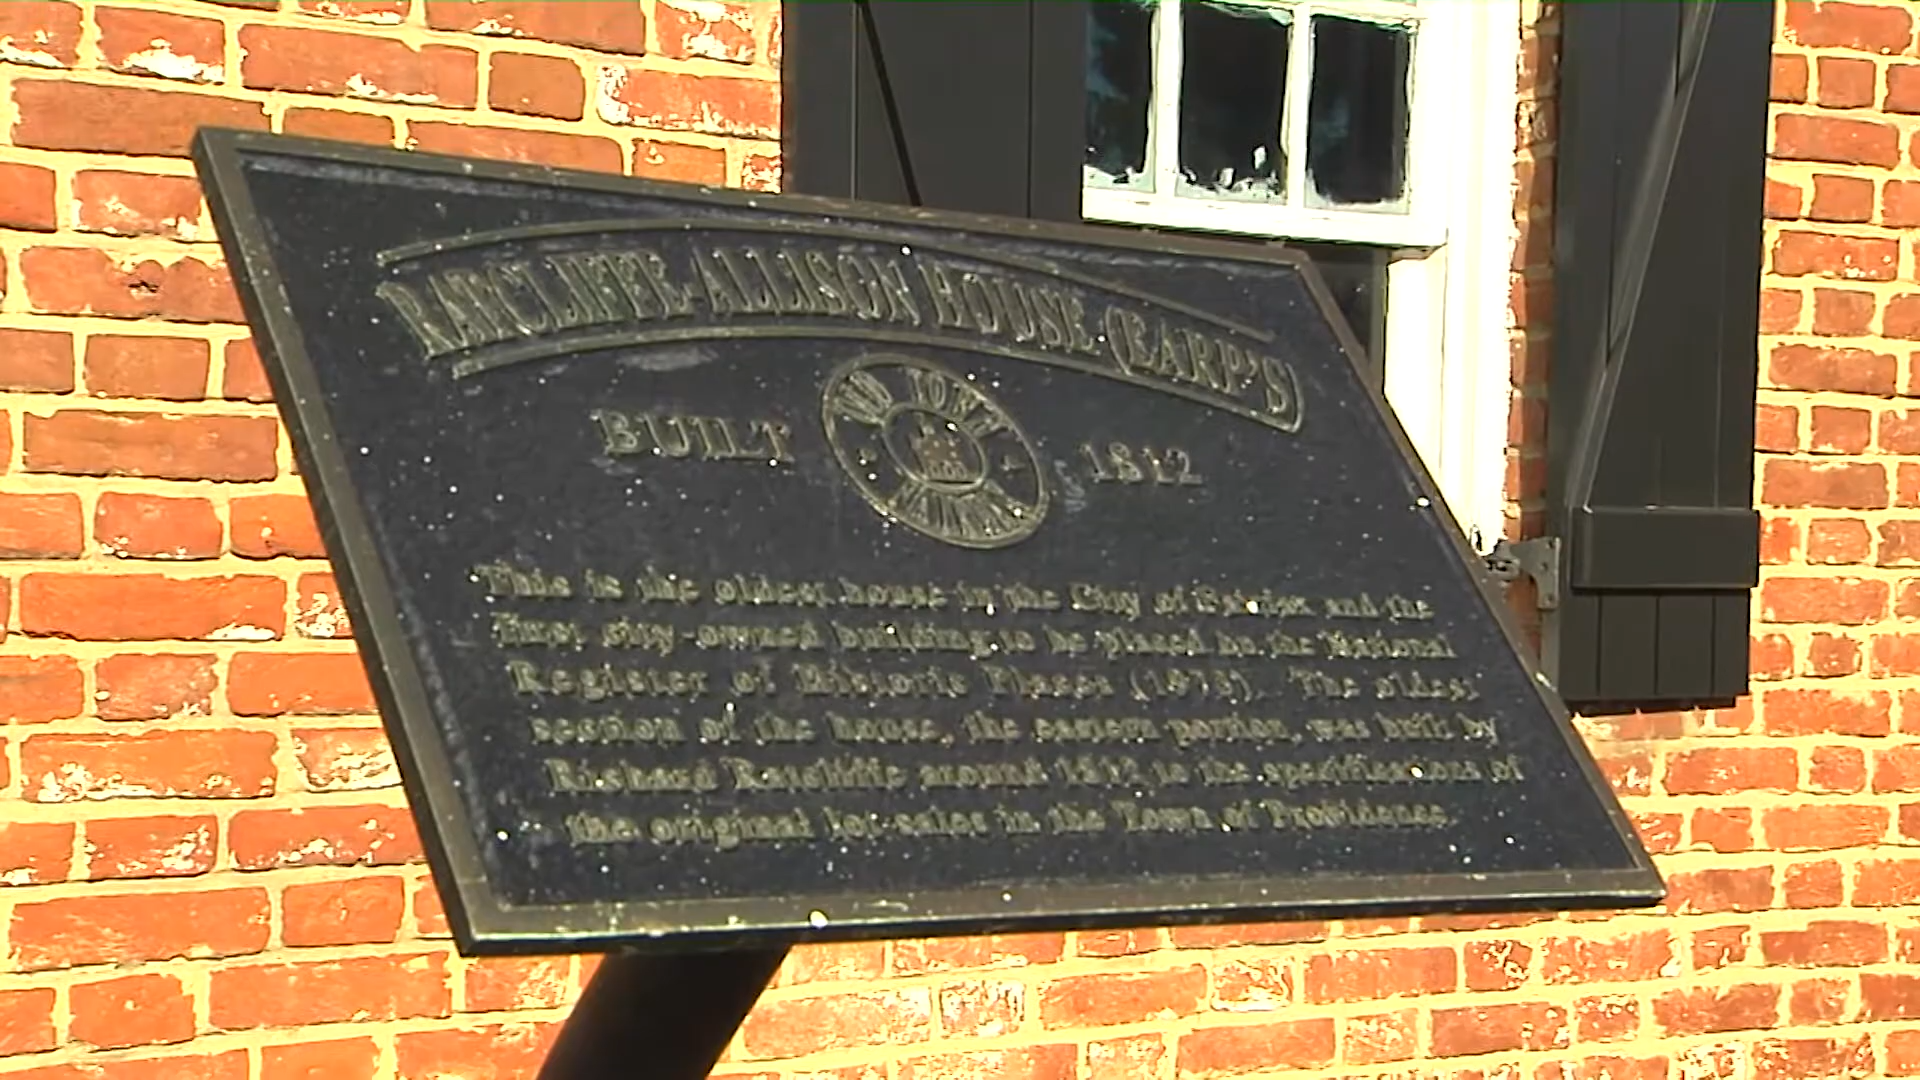 RATCLIFFE-ALLISON HOUSE (EARP'S
BUILT 1812
OLD TOWN
This is the oldest house in the City of Fairfax and the
first city-owned building to be placed on the National
Register of Historic Places (1973). The oldest
section of the house, the eastern portion, was built by
Richard Ratcliffe around 1812 to the specifications of
the original lot sales in the Town of Providence.